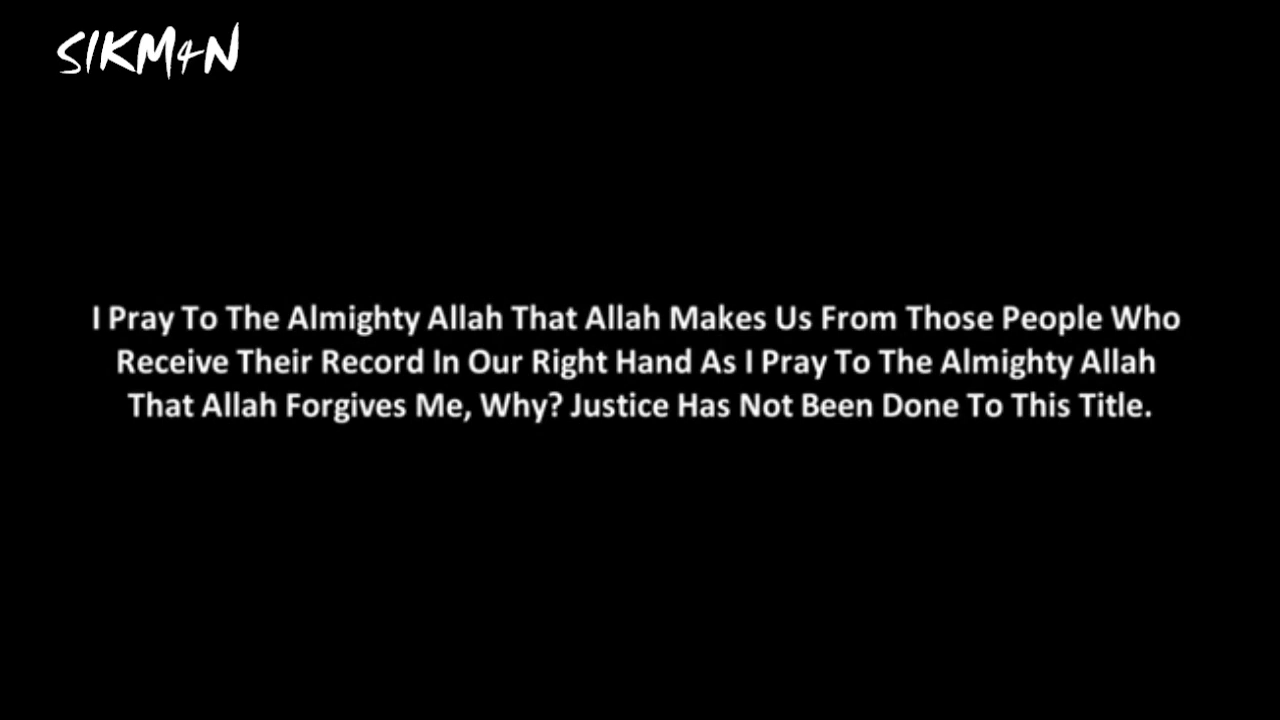 SIKM4N
I Pray To The Almighty Allah That Allah Makes Us From Those People Who
Receive Their Record In Our Right Hand As I Pray To The Almighty Allah
That Allah Forgives Me, Why? Justice Has Not Been Done To This Title.